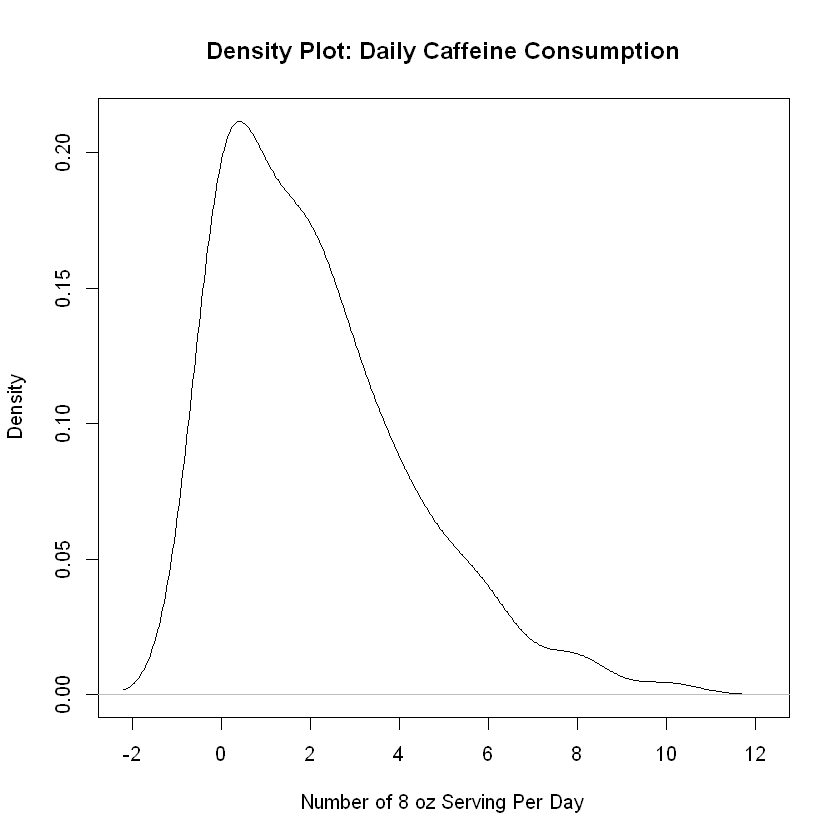 Density Plot: Daily Caffeine Consumption
0.20
0.15
0.10
0.05
0.00
Density
-2 0 2 4 6 8 10 12
Number of 8 oz Serving Per Day